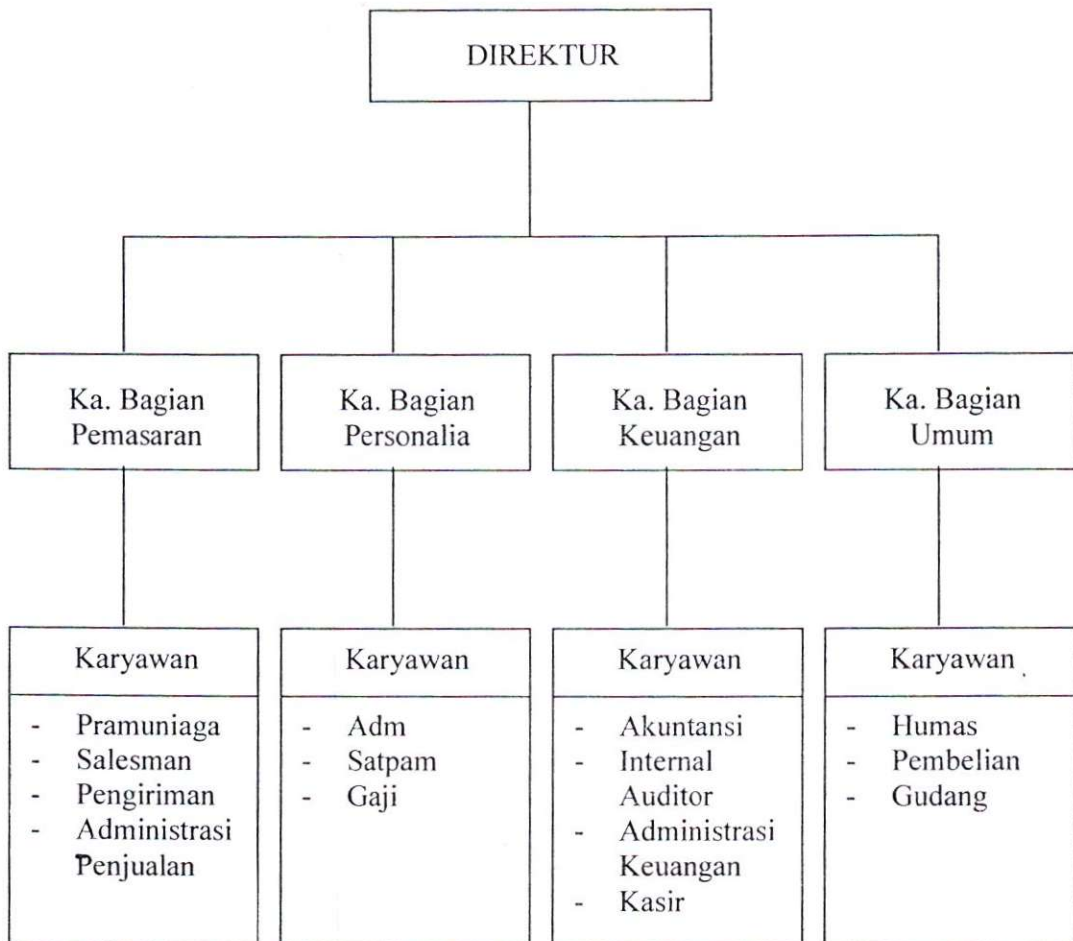 DIREKTUR
Ka. Bagian
Pemasaran
Ka. Bagian
Personalia
Ka. Bagian
Keuangan
Ka. Bagian
Umum
Karyawan
- Pramuniaga
- Salesman
- Pengiriman
- Administrasi
Penjualan
Karyawan
- Adm
- Satpam
- Gaji
Karyawan
- Akuntansi
- Internal
Auditor
- Administrasi
Keuangan
- Kasir
Karyawan
- Humas
- Pembelian
- Gudang